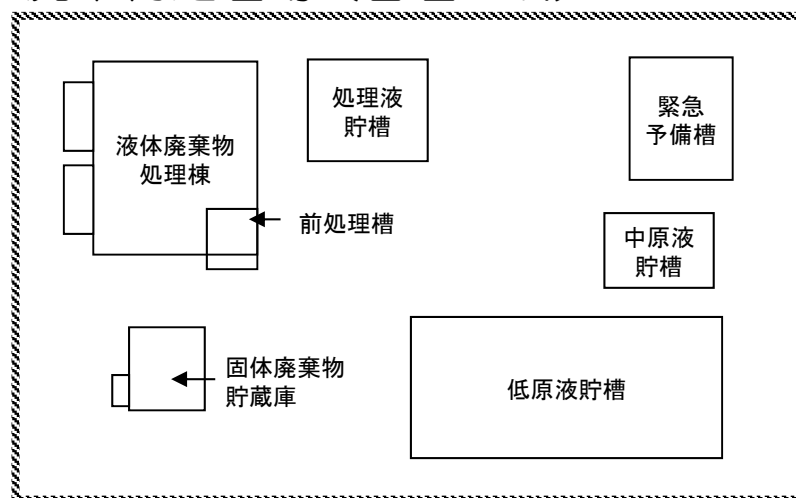 処理液
貯槽
緊急
予備槽
液体廃棄物
処理棟
前処理槽
中原液
貯槽
固体廃棄物
貯蔵庫
低原液貯槽